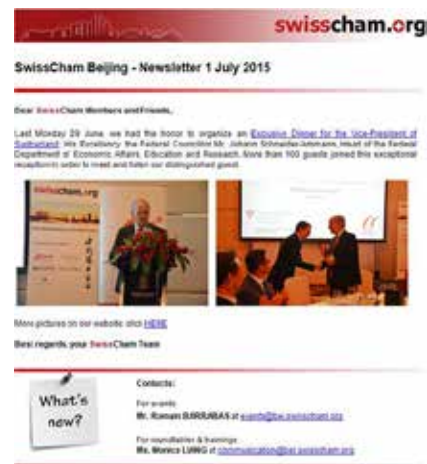 swisscham.org
SwissCham Beijing - Newsletter 1 July 2015
Dear SwissCham Members and Friends,
Last Monday 29 June, we had the honor to organize an Exclusive Dinner for the Vice-President of
Switzerland, His Excellency, the Federal Councillor Mr. Johann Schneider-Ammann, Head of the Federal
Department of Economic Affairs, Education and Research. More than 100 guests joined this exceptional
reception in order to meet and listen our distinguished guest.
swisscham.org
More pictures on our website: click HERE
Best regards, your SwissCham Team
What's
new?
Contacts:
For events
Mr. Romain at
For roundtables & trainings
Ms. Monica at